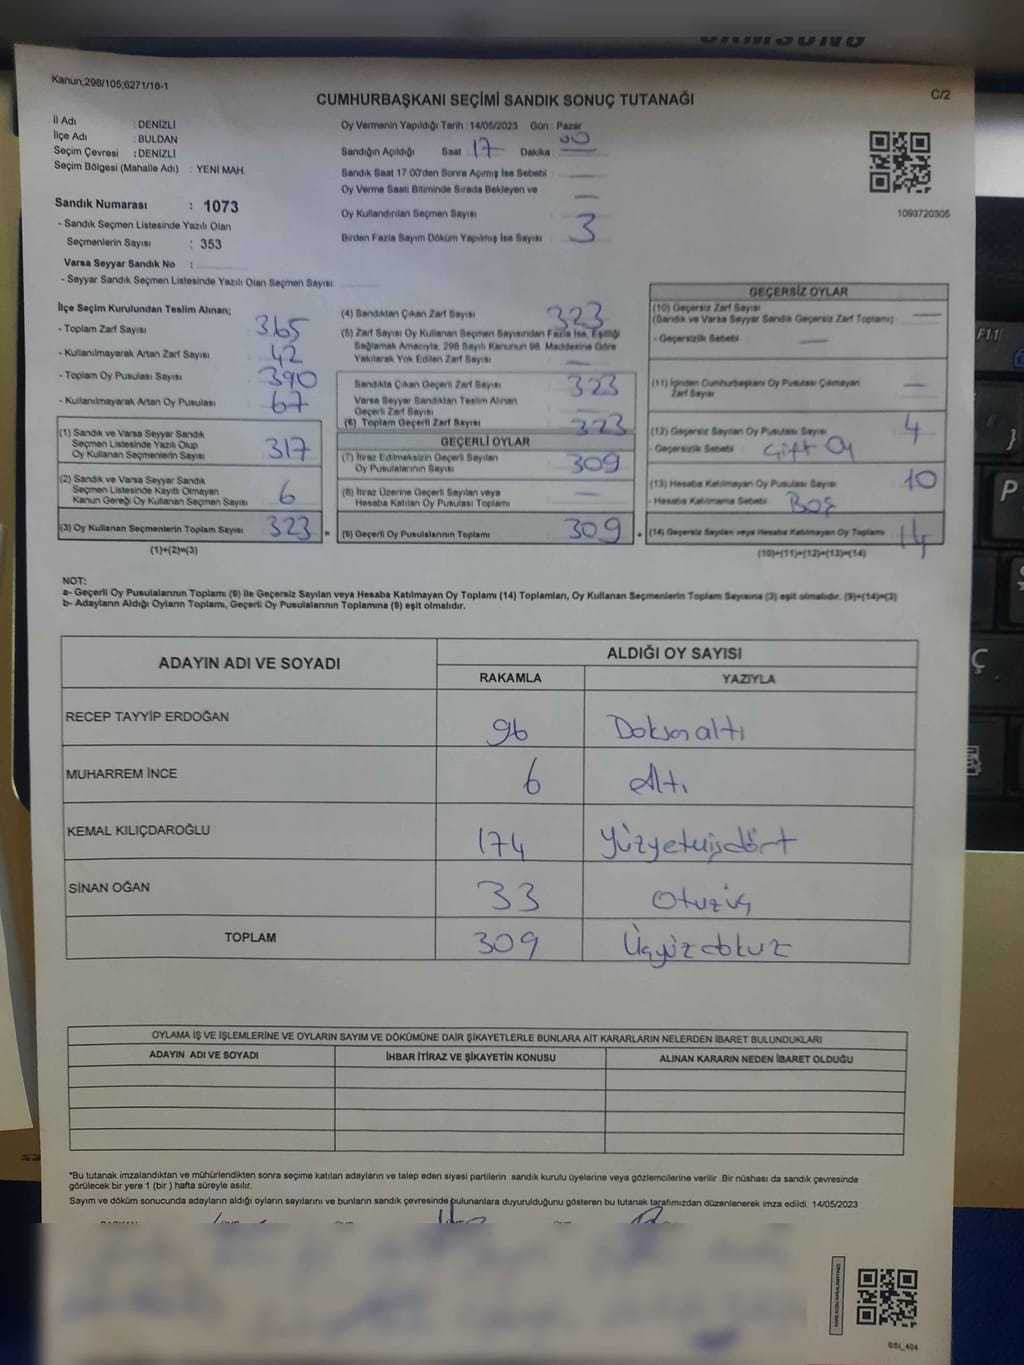 SAMSUNG
Kanun;298/105;6271/16-1
C/2
CUMHURBAŞKANI SEÇİMİ SANDIK SONUÇ TUTANAĞI
İl Adı : DENİZLİ
İlçe Adı : BULDAN
Seçim Çevresi : DENİZLİ
Seçim Bölgesi (Mahalle Adı) : YENİ MAH.
Sandık Numarası : 1073
- Sandık Seçmen Listesinde Yazılı Olan
Seçmenlerin Sayısı : 353
Varsa Seyyar Sandık No :
- Seyyar Sandık Seçmen Listesinde Yazılı Olan Seçmen Sayısı:
Oy Vermenin Yapıldığı Tarih : 14/05/2023 Gün : Pazar
Sandığın Açıldığı Saat : 17 Dakika : 00
Sandık Saat 17.00'den Sonra Açımış İse Sebebi : —
Oy Verme Saati Bitiminde Sırada Bekleyen ve
Oy Kullandırılan Seçmen Sayısı : —
Birden Fazla Sayım Döküm Yapılmış İse Sayısı : 3
1093720305
İlçe Seçim Kurulundan Teslim Alınan;
- Toplam Zarf Sayısı : 365
- Kullanılmayarak Artan Zarf Sayısı : 42
- Toplam Oy Pusulası Sayısı : 390
- Kullanılmayarak Artan Oy Pusulası : 67
(1) Sandık ve Varsa Seyyar Sandık
Seçmen Listesinde Yazılı Olup
Oy Kullanan Seçmenlerin Sayısı : 317
(2) Sandık ve Varsa Seyyar Sandık
Seçmen Listesinde Kayıtlı Olmayan
Kanun Gereği Oy Kullanan Seçmen Sayısı : 6
(3) Oy Kullanan Seçmenlerin Toplam Sayısı : 323 =
(1)+(2)=(3)
(4) Sandıktan Çıkan Zarf Sayısı : 323
(5) Zarf Sayısı Oy Kullanan Seçmen Sayısından Fazla İse, Eşitliği
Sağlamak Amacıyla, 298 Sayılı Kanunun 98. Maddesine Göre
Yakılarak Yok Edilen Zarf Sayısı : —
Sandıkta Çıkan Geçerli Zarf Sayısı : 323
Varsa Seyyar Sandıktan Teslim Alınan
Geçerli Zarf Sayısı : —
(6) Toplam Geçerli Zarf Sayısı : 323
GEÇERLİ OYLAR
(7) İtiraz Edilmeksizin Geçerli Sayılan
Oy Pusulalarının Sayısı : 309
(8) İtiraz Üzerine Geçerli Sayılan veya
Hesaba Katılan Oy Pusulası Toplamı : —
(9) Geçerli Oy Pusulalarının Toplamı : 309 +
GEÇERSİZ OYLAR
(10) Geçersiz Zarf Sayısı
(Sandık ve Varsa Seyyar Sandık Geçersiz Zarf Toplamı) : —
- Geçersizlik Sebebi : —
(11) İçinden Cumhurbaşkanı Oy Pusulası Çıkmayan
Zarf Sayısı : —
(12) Geçersiz Sayılan Oy Pusulası Sayısı : 4
- Geçersizlik Sebebi : Çift Oy
(13) Hesaba Katılmayan Oy Pusulası Sayısı : 10
- Hesaba Katılmama Sebebi : Boş
(14) Geçersiz Sayılan veya Hesaba Katılmayan Oy Toplamı : 14
(10)+(11)+(12)+(13)=(14)
NOT:
a- Geçerli Oy Pusulalarının Toplamı (9) ile Geçersiz Sayılan veya Hesaba Katılmayan Oy Toplamı (14) Toplamları, Oy Kullanan Seçmenlerin Toplam Sayısına (3) eşit olmalıdır. (9)+(14)=(3)
b- Adayların Aldığı Oyların Toplamı, Geçerli Oy Pusulalarının Toplamına (9) eşit olmalıdır.
ADAYIN ADI VE SOYADI ALDIĞI OY SAYISI
RAKAMLA YAZIYLA
RECEP TAYYİP ERDOĞAN 96 Doksanaltı
MUHARREM İNCE 6 Altı
KEMAL KILIÇDAROĞLU 174 Yüzyetmişdört
SİNAN OĞAN 33 Otuzüç
TOPLAM 309 Üçyüzdokuz
OYLAMA İŞ VE İŞLEMLERİNE VE OYLARIN SAYIM VE DÖKÜMÜNE DAİR ŞİKAYETLERLE BUNLARA AİT KARARLARIN NELERDEN İBARET BULUNDUKLARI
ADAYIN ADI VE SOYADI İHBAR İTİRAZ VE ŞİKAYETİN KONUSU ALINAN KARARIN NEDEN İBARET OLDUĞU
*Bu tutanak imzalandıktan ve mühürlendikten sonra seçime katılan adayların ve talep eden siyasi partilerin sandık kurulu üyelerine veya gözlemcilerine verilir .Bir nüshası da sandık çevresinde
görülecek bir yere 1 (bir ) hafta süreyle asılır.
Sayım ve döküm sonucunda adayların aldığı oyların sayılarını ve bunların sandık çevresinde bulunanlara duyurulduğunu gösteren bu tutanak tarafımızdan düzenlenerek imza edildi. 14/05/2023
F11
P
Ç